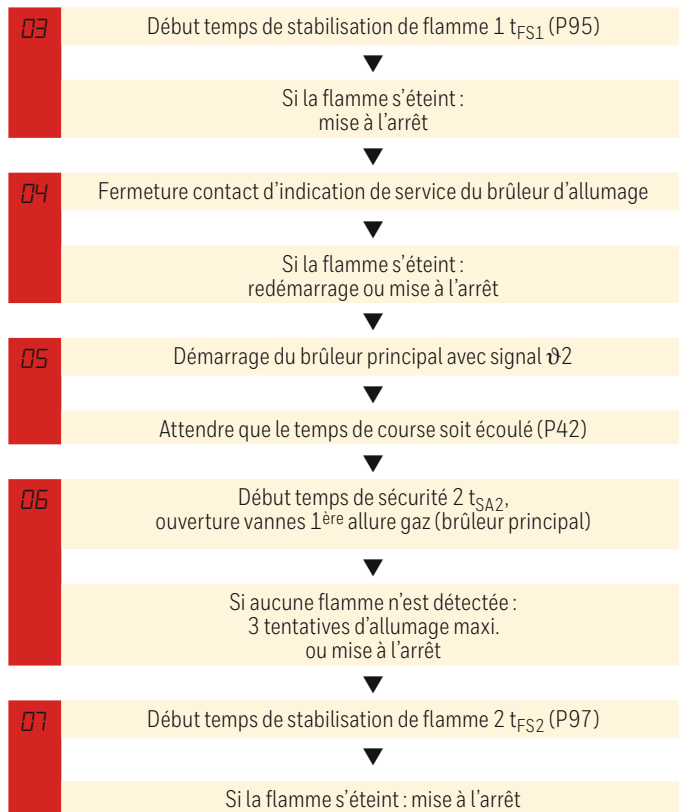 03
Début temps de stabilisation de flamme 1 tFS1 (P95)
Si la flamme s’éteint :
mise à l’arrêt
04
Fermeture contact d’indication de service du brûleur d’allumage
Si la flamme s’éteint :
redémarrage ou mise à l’arrêt
05
Démarrage du brûleur principal avec signal ϑ2
Attendre que le temps de course soit écoulé (P42)
06
Début temps de sécurité 2 tSA2,
ouverture vannes 1ère allure gaz (brûleur principal)
Si aucune flamme n’est détectée :
3 tentatives d’allumage maxi.
ou mise à l’arrêt
07
Début temps de stabilisation de flamme 2 tFS2 (P97)
Si la flamme s’éteint : mise à l’arrêt